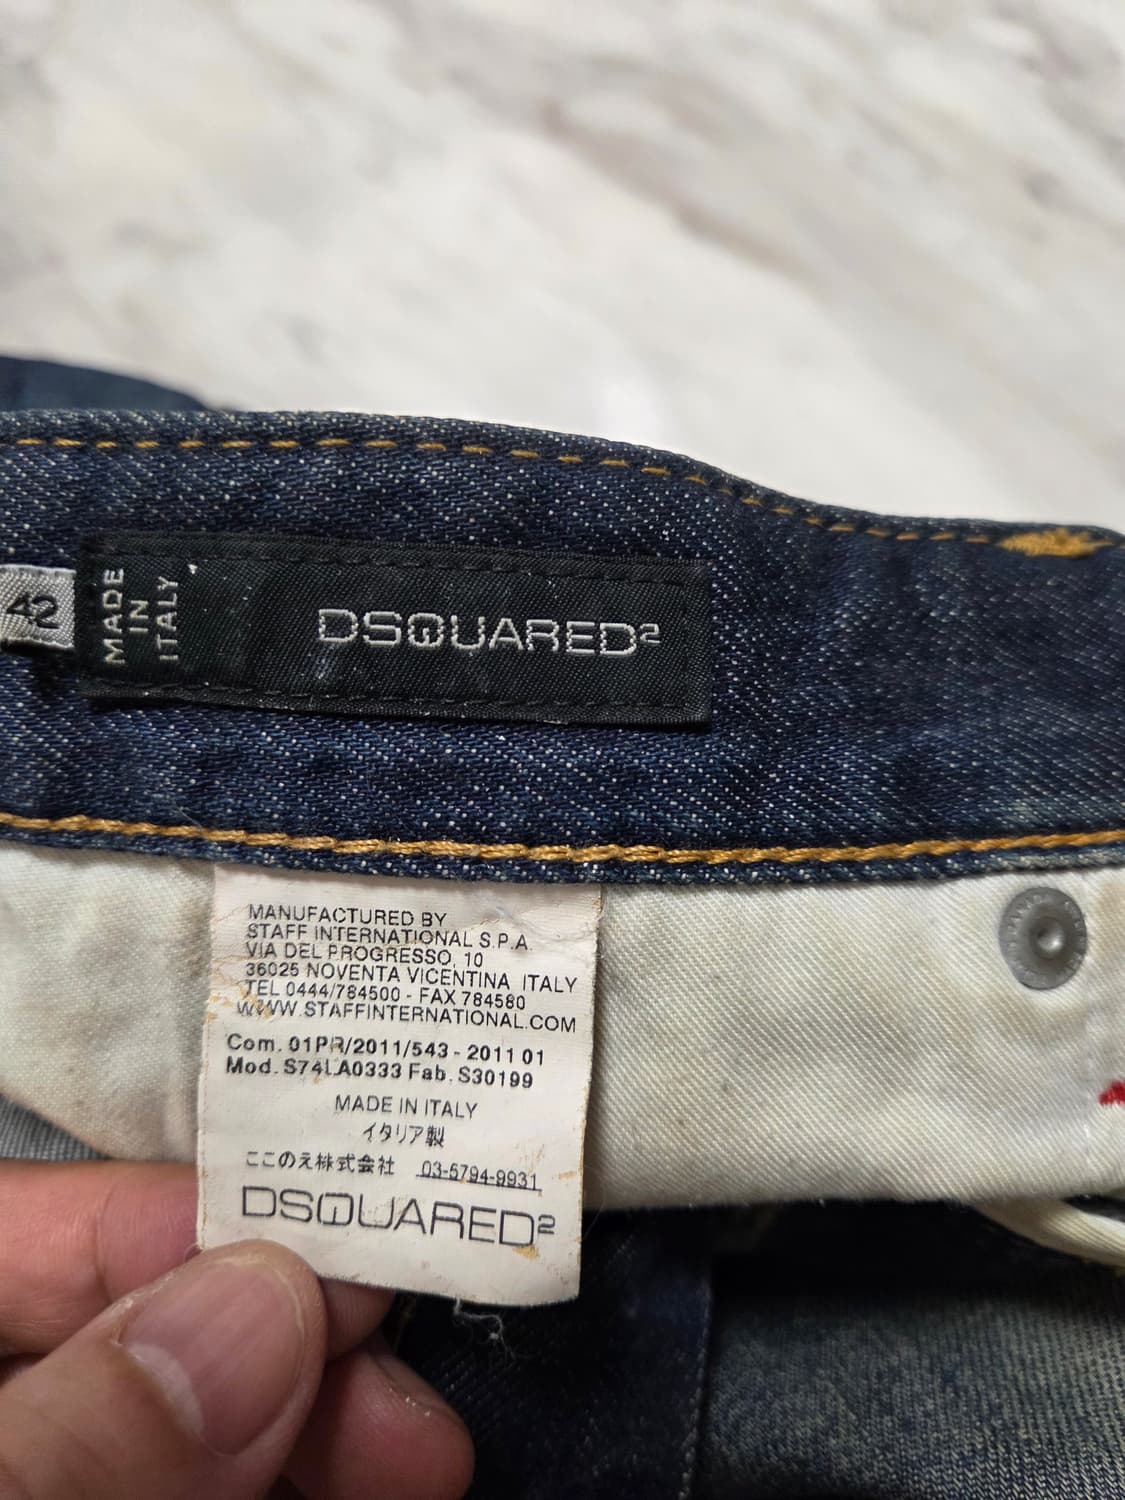 42
MADE
IN
ITALY
DSQUARED2
MANUFACTURED BY
STAFF INTERNATIONAL S.P.A.
VIA DEL PROGRESSO, 10
36025 NOVENTA VICENTINA ITALY
TEL 0444/784500 - FAX 784580
WWW.STAFFINTERNATIONAL.COM
Com. 01PR/2011/543 - 2011 01
Mod. S74LA0333 Fab. S30199
MADE IN ITALY
イタリア製
ここのえ株式会社 03-5794-9931
DSQUARED2